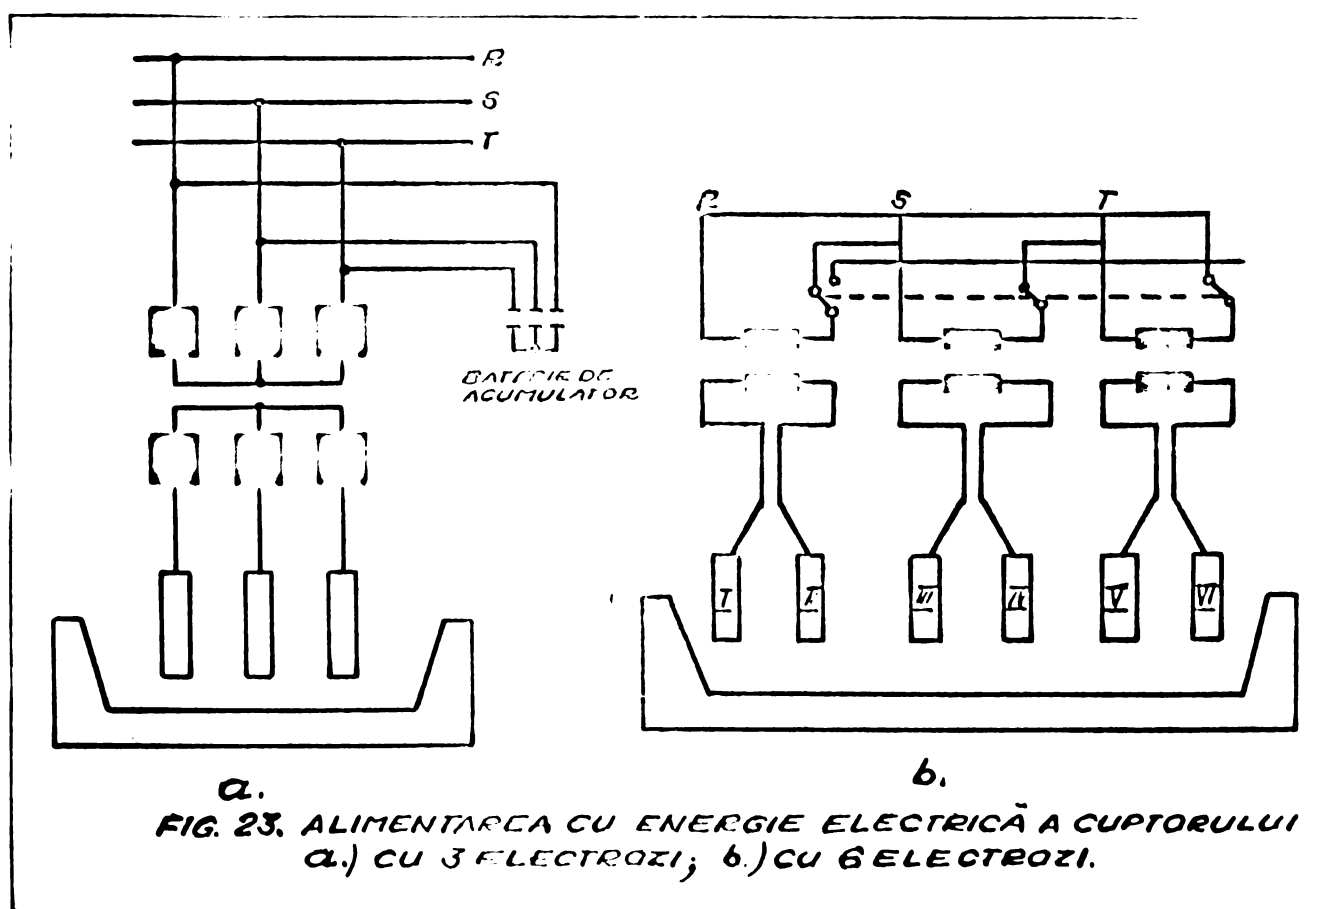 R
S
T
BATERIE DE
ACUMULATOR
a.
R
S
T
I
II
III
IV
V
VI
b.
FIG. 23. ALIMENTAREA CU ENERGIE ELECTRICĂ A CUPTORULUI
a.) CU 3 ELECTROZI; b.) CU 6 ELECTROZI.